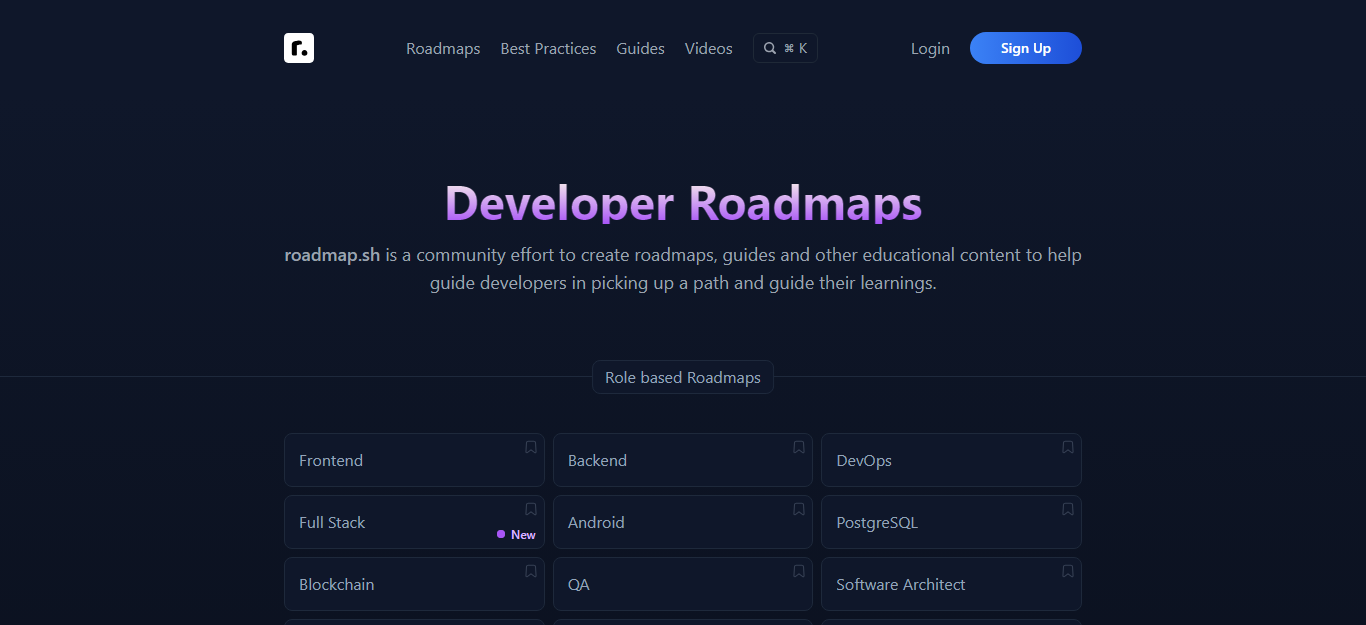 r.
Roadmaps Best Practices Guides Videos ⌘ K Login Sign Up
Developer Roadmaps
roadmap.sh is a community effort to create roadmaps, guides and other educational content to help
guide developers in picking up a path and guide their learnings.
Role based Roadmaps
Frontend Backend DevOps
Full Stack New Android PostgreSQL
Blockchain QA Software Architect